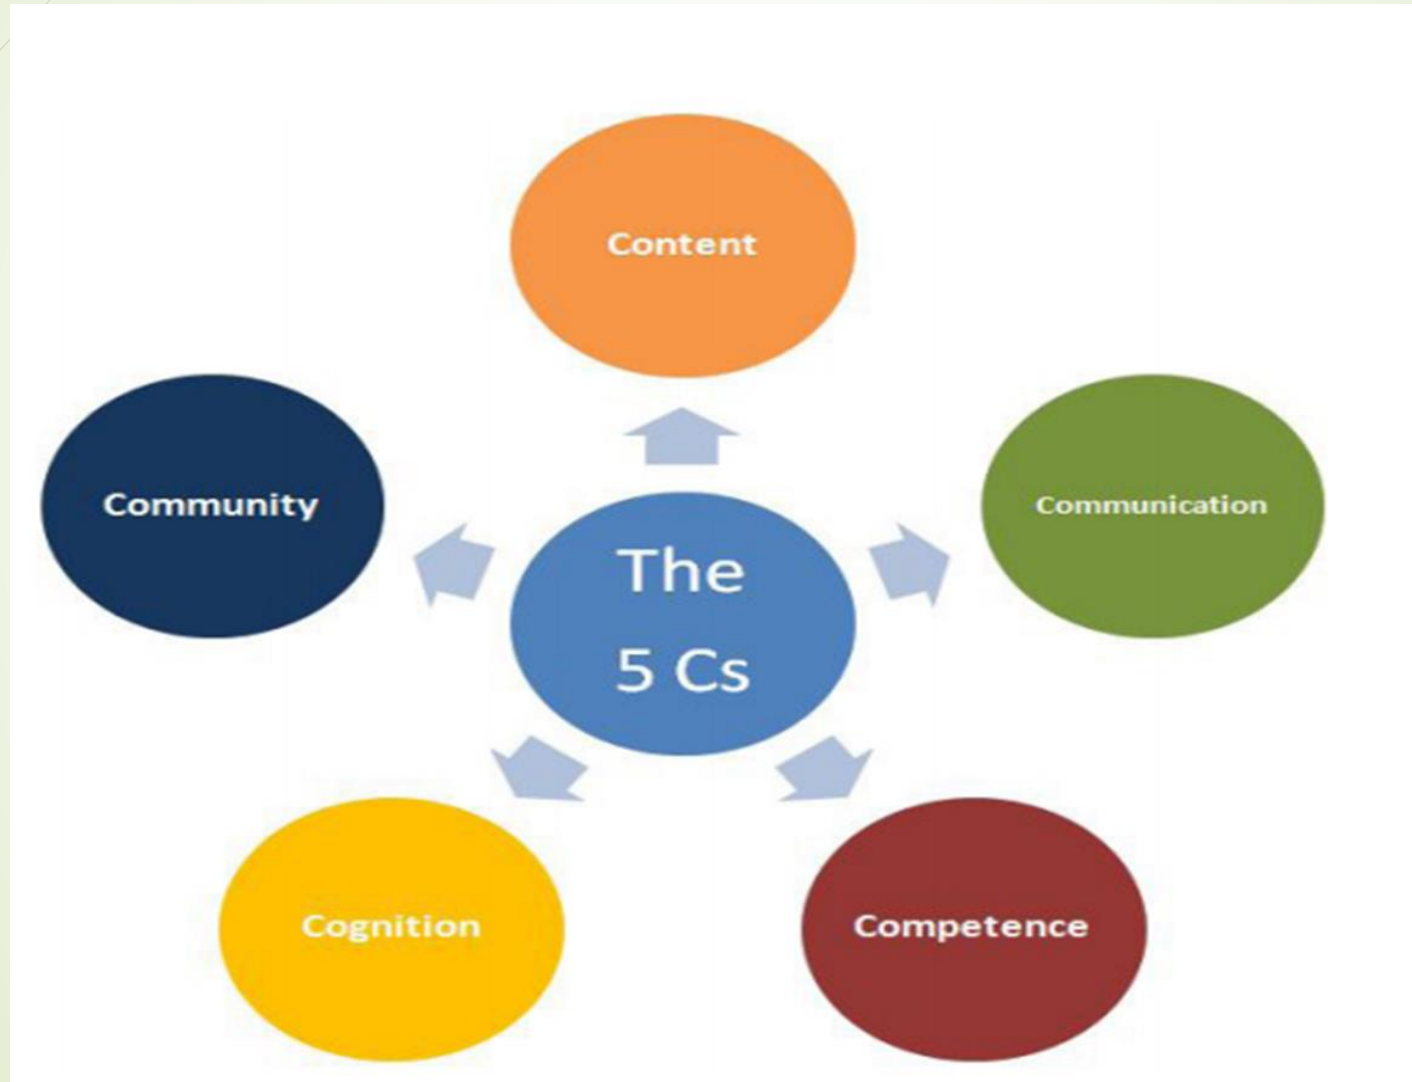 Content
Community
Communication
The
5 Cs
Cognition
Competence